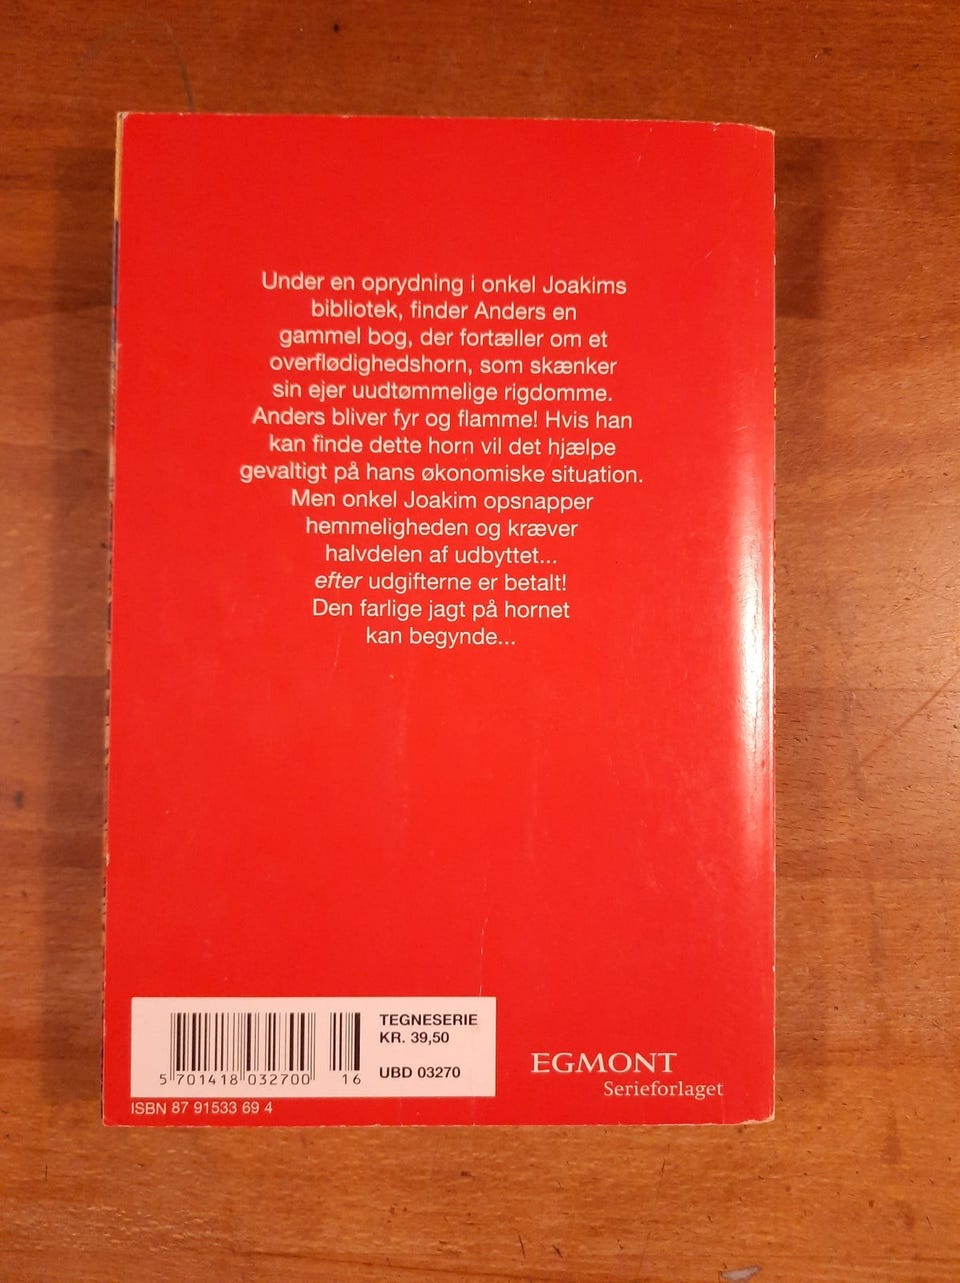 Under en oprydning i onkel Joakims
bibliotek, finder Anders en
gammel bog, der fortæller om et
overflødighedshorn, som skænker
sin ejer uudtømmelige rigdomme.
Anders bliver fyr og flamme! Hvis han
kan finde dette horn vil det hjælpe
gevaltigt på hans økonomiske situation.
Men onkel Joakim opsnapper
hemmeligheden og kræver
halvdelen af udbyttet...
efter udgifterne er betalt!
Den farlige jagt på hornet
kan begynde...
TEGNESERIE
KR. 39,50
UBD 03270
5 701418 032700 16
ISBN 87 91533 69 4
EGMONT
Serieforlaget